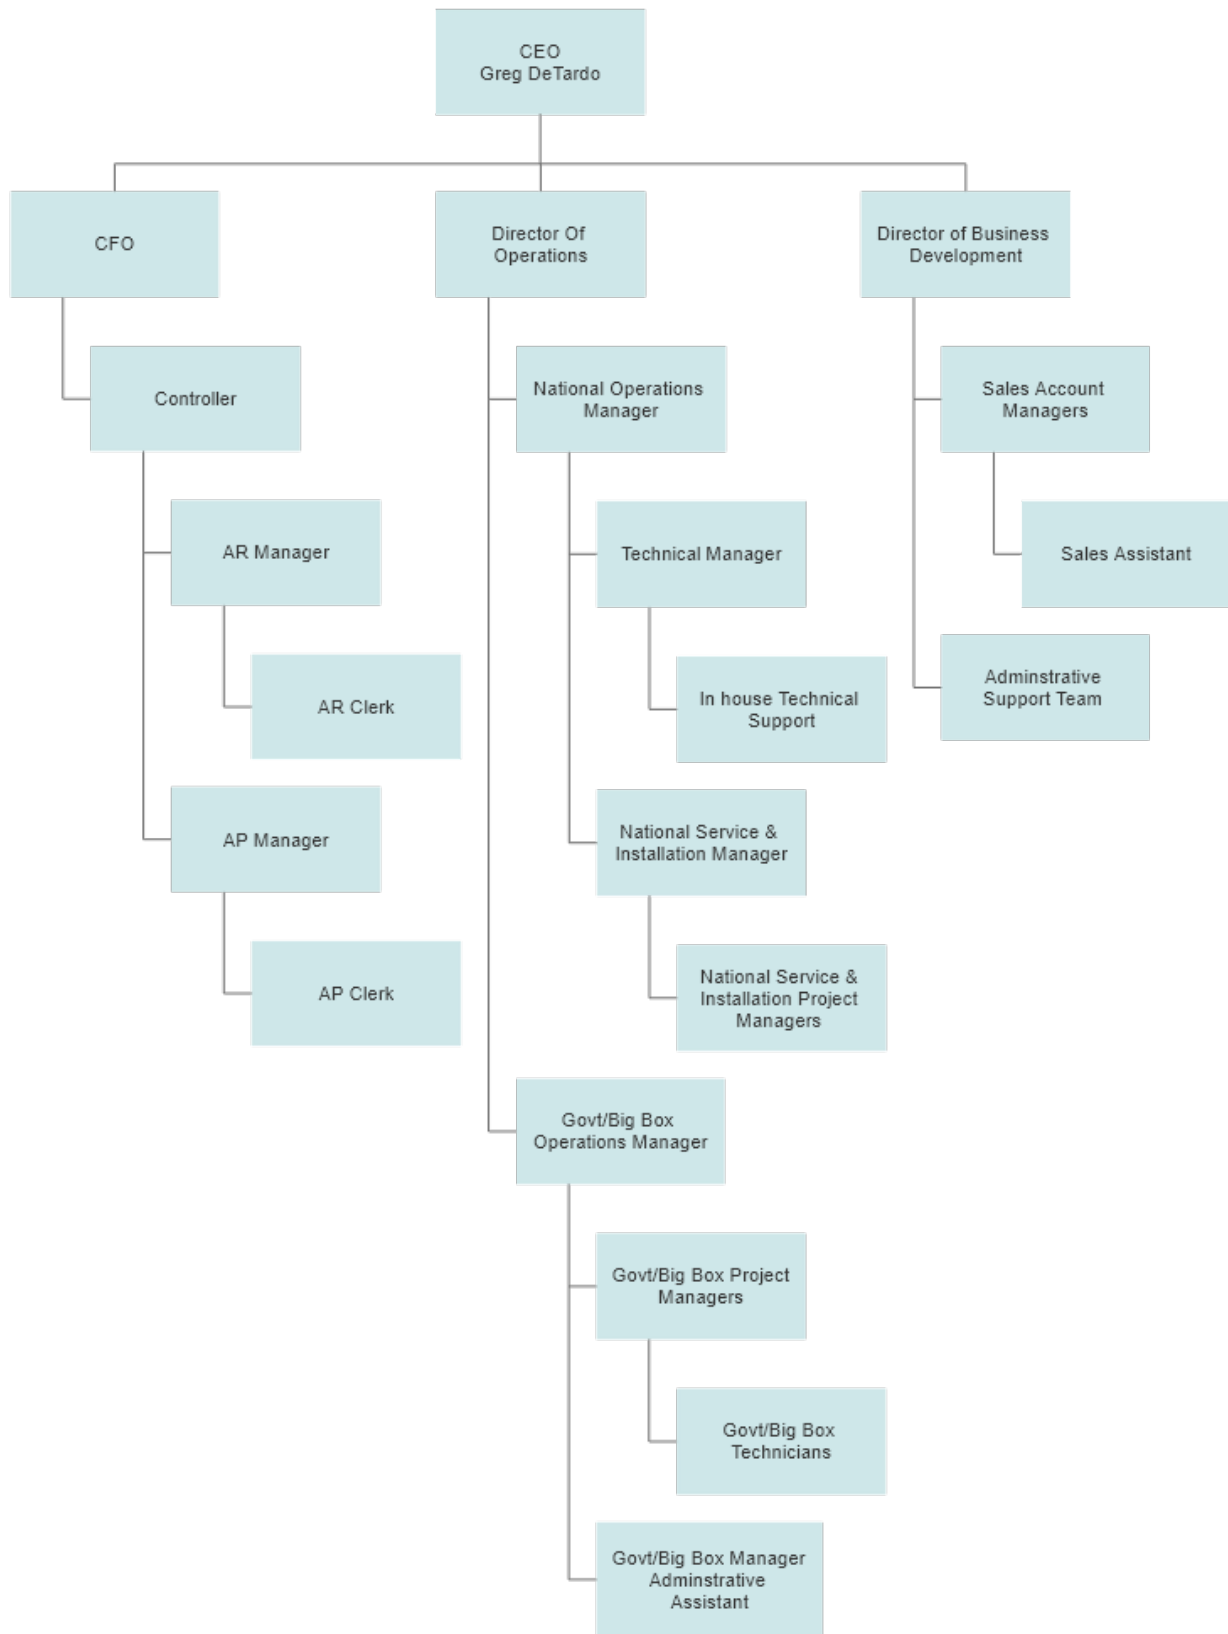 CEO
Greg DeTardo
CFO
Director Of
Operations
Director of Business
Development
Controller
National Operations
Manager
Sales Account
Managers
AR Manager
Technical Manager
Sales Assistant
AR Clerk
In house Technical
Support
Adminstrative
Support Team
AP Manager
National Service &
Installation Manager
AP Clerk
National Service &
Installation Project
Managers
Govt/Big Box
Operations Manager
Govt/Big Box Project
Managers
Govt/Big Box
Technicians
Govt/Big Box Manager
Adminstrative
Assistant